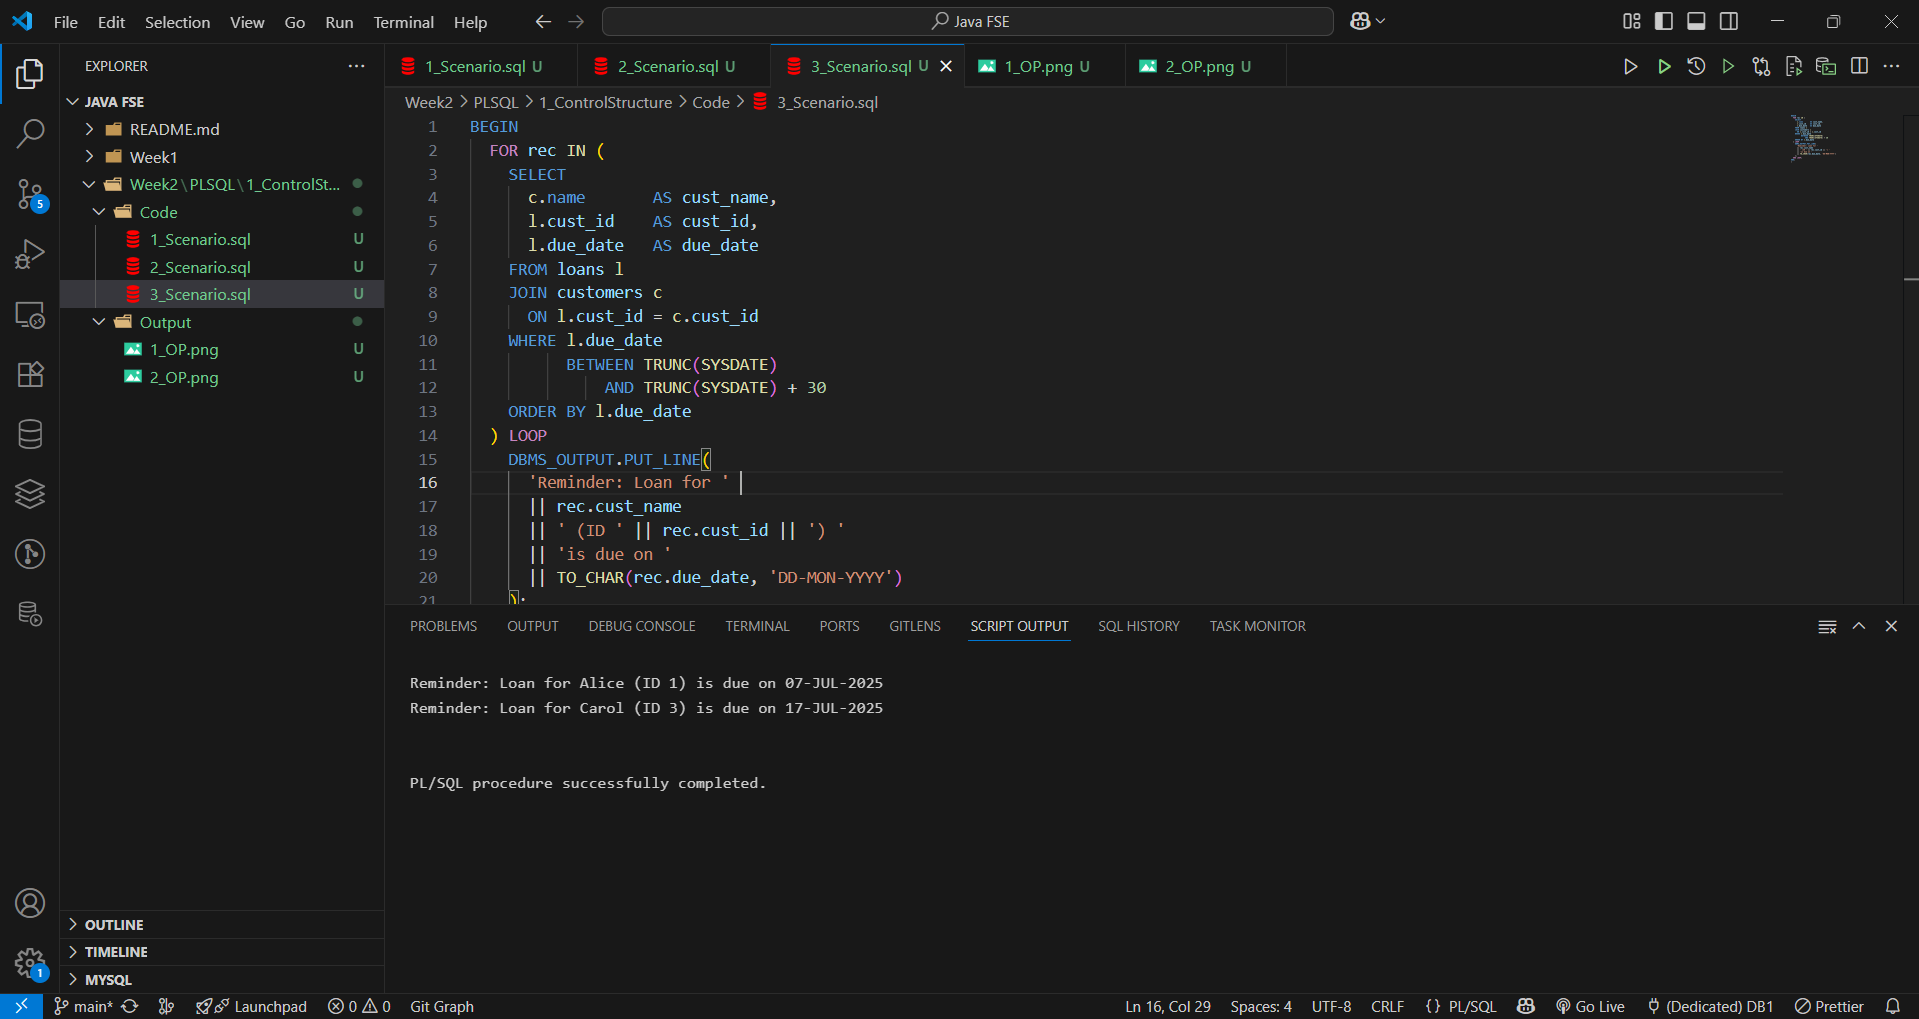 File Edit Selection View Go Run Terminal Help
Java FSE
EXPLORER
JAVA FSE
README.md
Week1
Week2\PLSQL\1_ControlSt...
Code
1_Scenario.sql U
2_Scenario.sql U
3_Scenario.sql U
Output
1_OP.png U
2_OP.png U
OUTLINE
TIMELINE
MYSQL
5
1
1_Scenario.sql U
2_Scenario.sql U
3_Scenario.sql U
1_OP.png U
2_OP.png U
Week2 > PLSQL > 1_ControlStructure > Code > 3_Scenario.sql
1 BEGIN
2 FOR rec IN (
3 SELECT
4 c.name AS cust_name,
5 l.cust_id AS cust_id,
6 l.due_date AS due_date
7 FROM loans l
8 JOIN customers c
9 ON l.cust_id = c.cust_id
10 WHERE l.due_date
11 BETWEEN TRUNC(SYSDATE)
12 AND TRUNC(SYSDATE) + 30
13 ORDER BY l.due_date
14 ) LOOP
15 DBMS_OUTPUT.PUT_LINE(
16 'Reminder: Loan for '
17 || rec.cust_name
18 || ' (ID ' || rec.cust_id || ') '
19 || 'is due on '
20 || TO_CHAR(rec.due_date, 'DD-MON-YYYY')
21 );
PROBLEMS OUTPUT DEBUG CONSOLE TERMINAL PORTS GITLENS SCRIPT OUTPUT SQL HISTORY TASK MONITOR
Reminder: Loan for Alice (ID 1) is due on 07-JUL-2025
Reminder: Loan for Carol (ID 3) is due on 17-JUL-2025
PL/SQL procedure successfully completed.
main* Launchpad 0 0 Git Graph Ln 16, Col 29 Spaces: 4 UTF-8 CRLF {} PL/SQL Go Live (Dedicated) DB1 Prettier